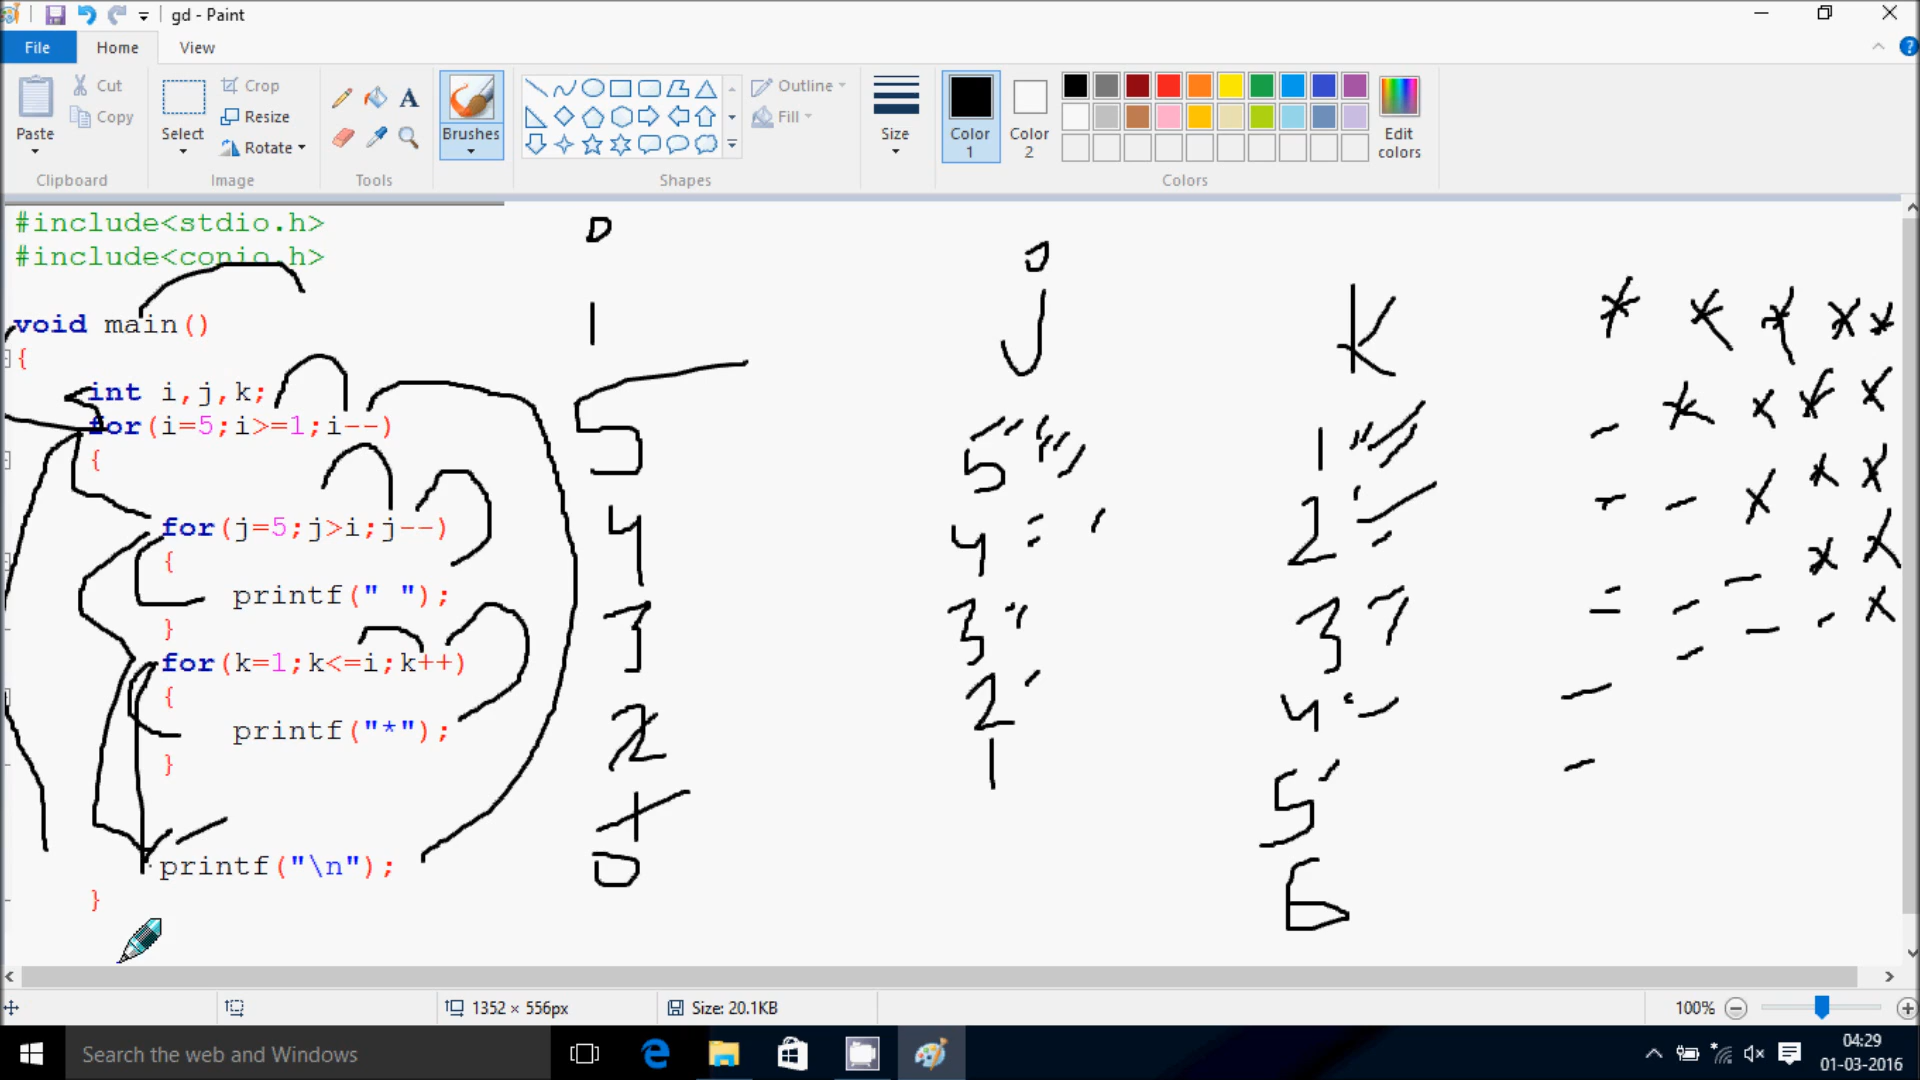 gd - Paint
File Home View
Paste Cut Copy Select Crop Resize Rotate Brushes Outline Fill Size Color 1 Color 2 Edit colors
Clipboard Image Tools Shapes Colors
#include<stdio.h>
#include<conio.h>
void main()
{
int i,j,k;
for(i=5;i>=1;i--)
{
for(j=5;j>i;j--)
{
printf(" ");
}
for(k=1;k<=i;k++)
{
printf("*");
}
printf("\n");
}
J
5
4
3
2
1
K
1
2
3
4
5
6
5
4
3
2
1
0
* * * * *
- * * * *
- - * * *
1352 × 556px Size: 20.1KB 100%
Search the web and Windows
04:29
01-03-2016